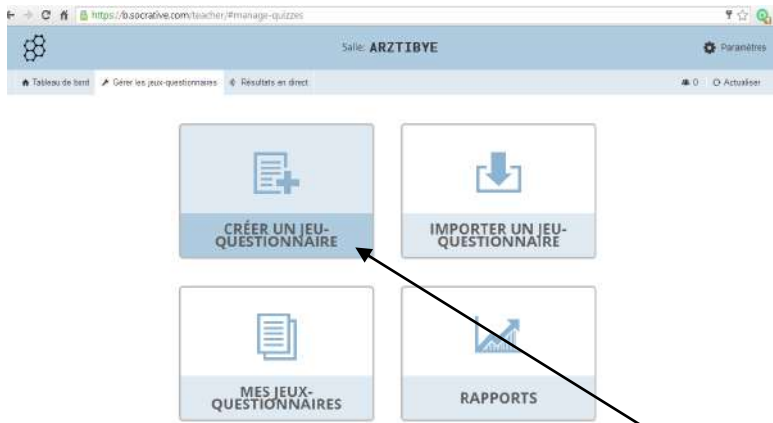 https://b.socrative.com/teacher/#manage-quizzes
Salle: ARZTIBYE
Paramètres
Tableau de bord Gérer les jeux-questionnaires Résultats en direct
0 Actualiser
CRÉER UN JEU-
QUESTIONNAIRE
IMPORTER UN JEU-
QUESTIONNAIRE
MES JEUX-
QUESTIONNAIRES
RAPPORTS